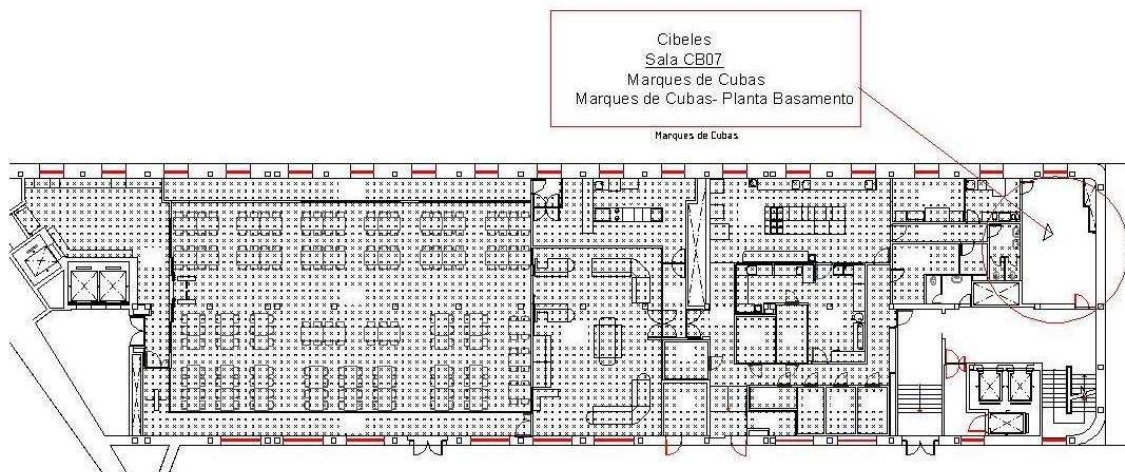 Cibeles
Sala CB07
Marques de Cubas
Marques de Cubas- Planta Basamento
Marques de Cubas